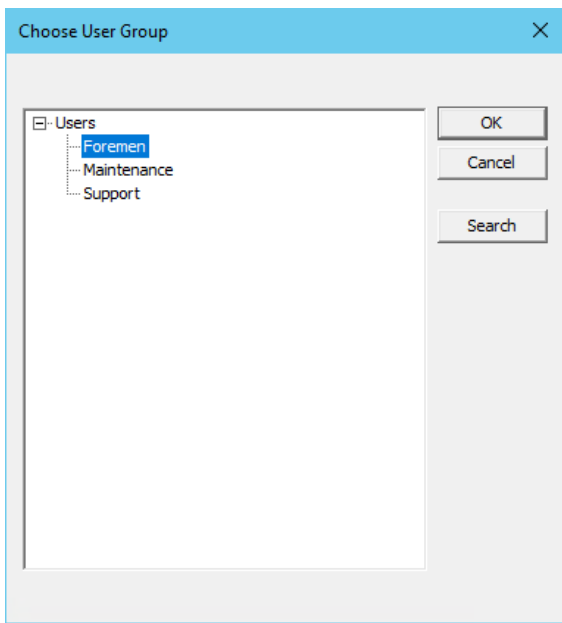 Choose User Group
Users
Foremen
Maintenance
Support
OK
Cancel
Search